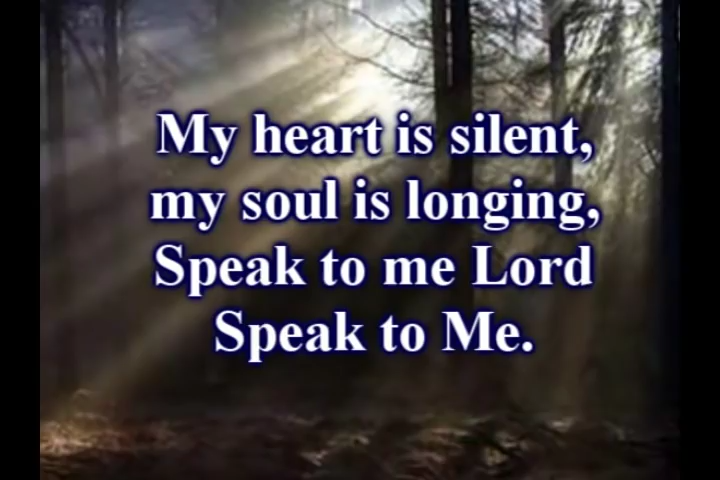 My heart is silent,
my soul is longing,
Speak to me Lord
Speak to Me.